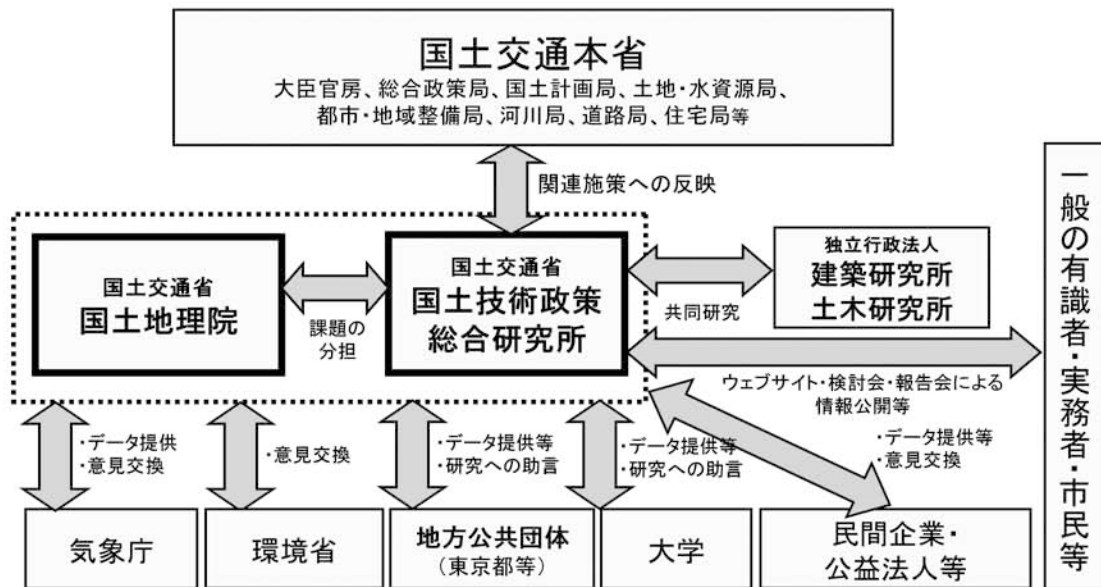 国土交通本省
大臣官房、総合政策局、国土計画局、土地・水資源局、
都市・地域整備局、河川局、道路局、住宅局等
関連施策への反映
国土交通省
国土地理院
課題の
分担
国土交通省
国土技術政策
総合研究所
共同研究
独立行政法人
建築研究所
土木研究所
一般の有識者・実務者・市民等
ウェブサイト・検討会・報告会による
情報公開等
・データ提供
・意見交換
・意見交換
・データ提供等
・研究への助言
・データ提供等
・研究への助言
・データ提供等
・意見交換
気象庁
環境省
地方公共団体
（東京都等）
大学
民間企業・
公益法人等